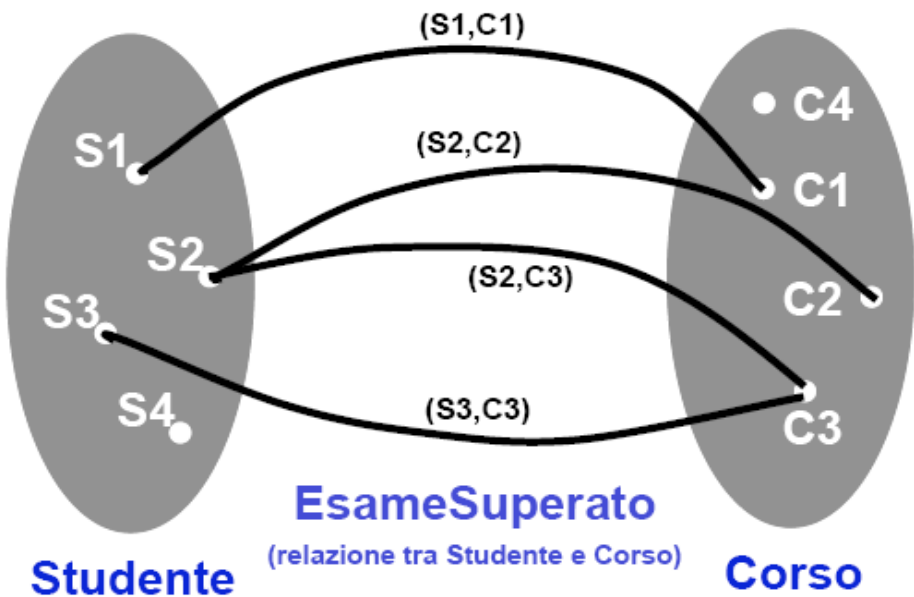 (S1,C1)
C4
S1
(S2,C2)
C1
S2
(S2,C3)
C2
S3
S4
(S3,C3)
C3
EsameSuperato
(relazione tra Studente e Corso)
Studente
Corso